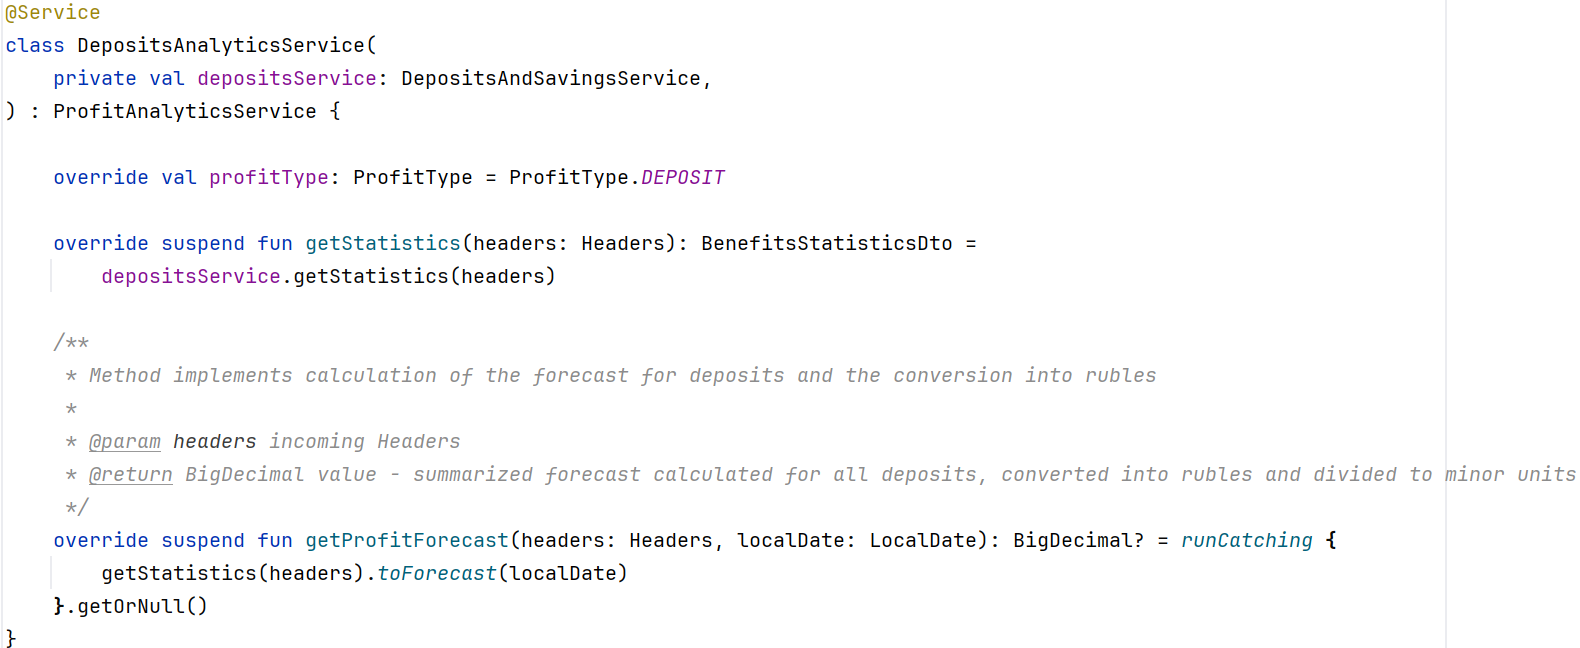 @Service
class DepositsAnalyticsService(
    private val depositsService: DepositsAndSavingsService,
) : ProfitAnalyticsService {
    override val profitType: ProfitType = ProfitType.DEPOSIT
    override suspend fun getStatistics(headers: Headers): BenefitsStatisticsDto =
        depositsService.getStatistics(headers)
    /**
     * Method implements calculation of the forecast for deposits and the conversion into rubles
     *
     * @param headers incoming Headers
     * @return BigDecimal value - summarized forecast calculated for all deposits, converted into rubles and divided to minor units
     */
    override suspend fun getProfitForecast(headers: Headers, localDate: LocalDate): BigDecimal? = runCatching {
        getStatistics(headers).toForecast(localDate)
    }.getOrNull()
}